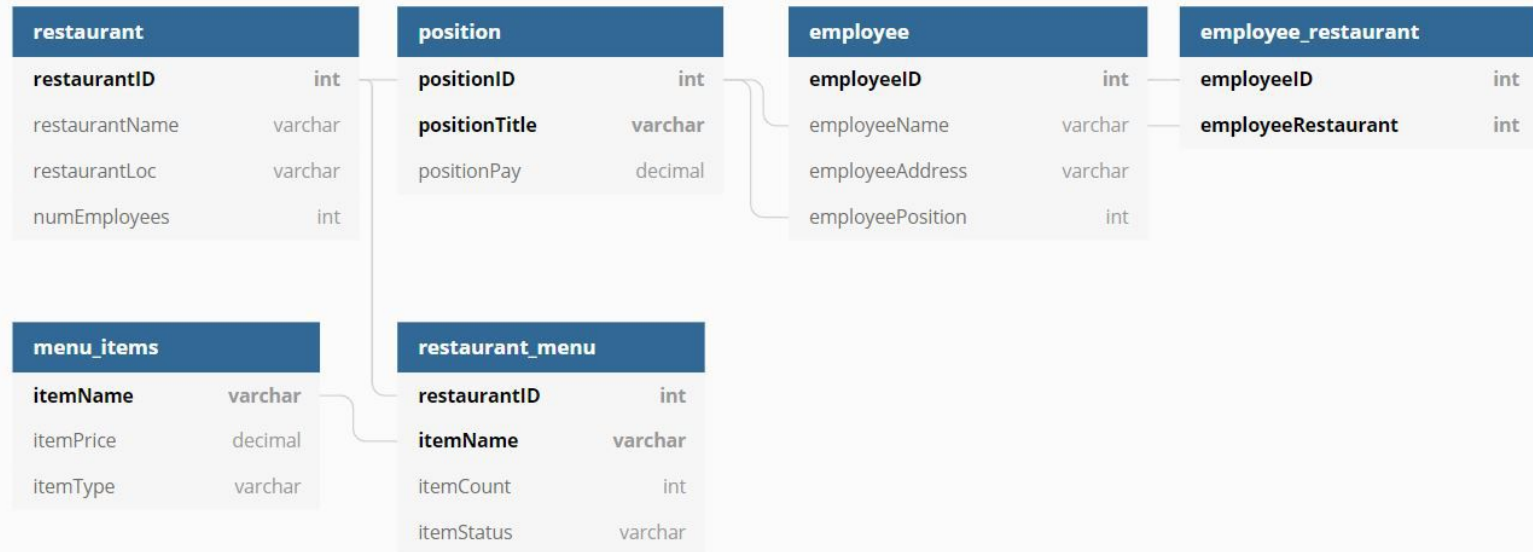 restaurant
restaurantID int
restaurantName varchar
restaurantLoc varchar
numEmployees int
position
positionID int
positionTitle varchar
positionPay decimal
employee
employeeID int
employeeName varchar
employeeAddress varchar
employeePosition int
employee_restaurant
employeeID int
employeeRestaurant int
menu_items
itemName varchar
itemPrice decimal
itemType varchar
restaurant_menu
restaurantID int
itemName varchar
itemCount int
itemStatus varchar